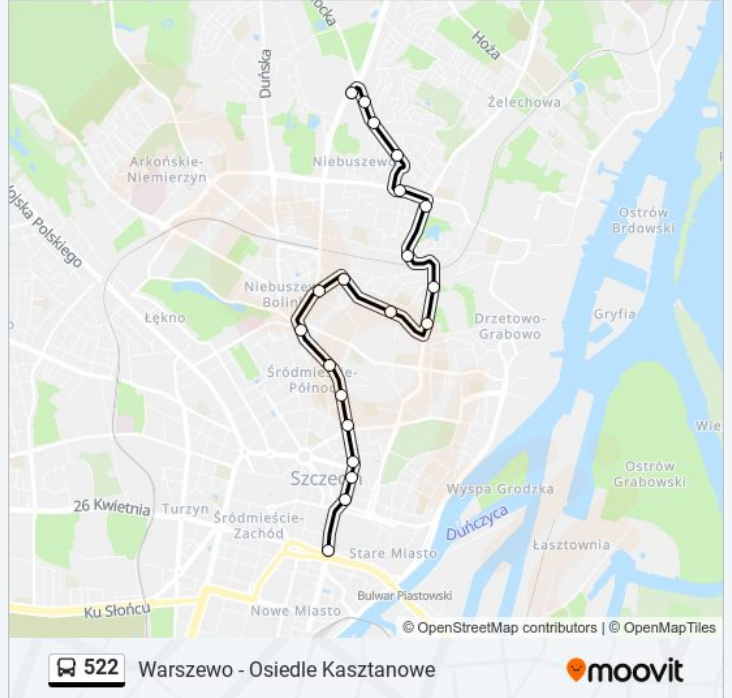 ocka
Hoża
Duńska
Żelechowa
Arkońskie-
Niemierzyn
Niebuszewo
ojska Polskiego
Ostrów
Brdowski
Niebuszewo-
Bolinko
Łękno
Drzetowo-
Grabowo
Gryfia
Śródmieście-
Północ
Wie
Szczecin
Ostrów
Grabowski
Wyspa Grodzka
26 Kwietnia
Turzyn
Śródmieście-
Zachód
Duńczyca
Łasztownia
Stare Miasto
Bulwar Piastowski
Ku Słońcu
Nowe Miasto
© OpenStreetMap contributors | © OpenMapTiles
522 Warszewo - Osiedle Kasztanowe
moovit